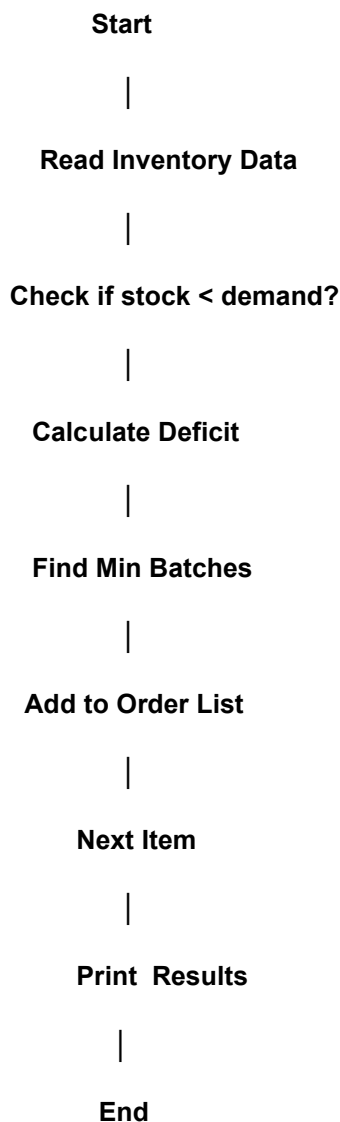 Start
Read Inventory Data
Check if stock < demand?
Calculate Deficit
Find Min Batches
Add to Order List
Next Item
Print Results
End